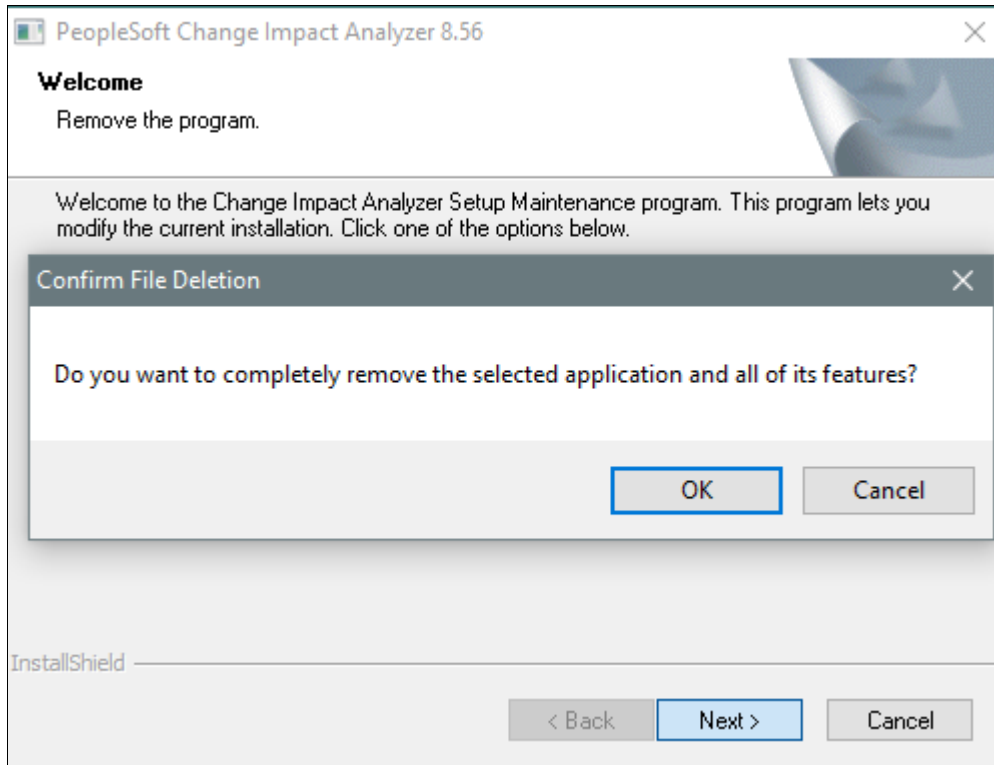 PeopleSoft Change Impact Analyzer 8.56
Welcome
Remove the program.
Welcome to the Change Impact Analyzer Setup Maintenance program. This program lets you
modify the current installation. Click one of the options below.
Confirm File Deletion
Do you want to completely remove the selected application and all of its features?
OK
Cancel
InstallShield
< Back
Next >
Cancel